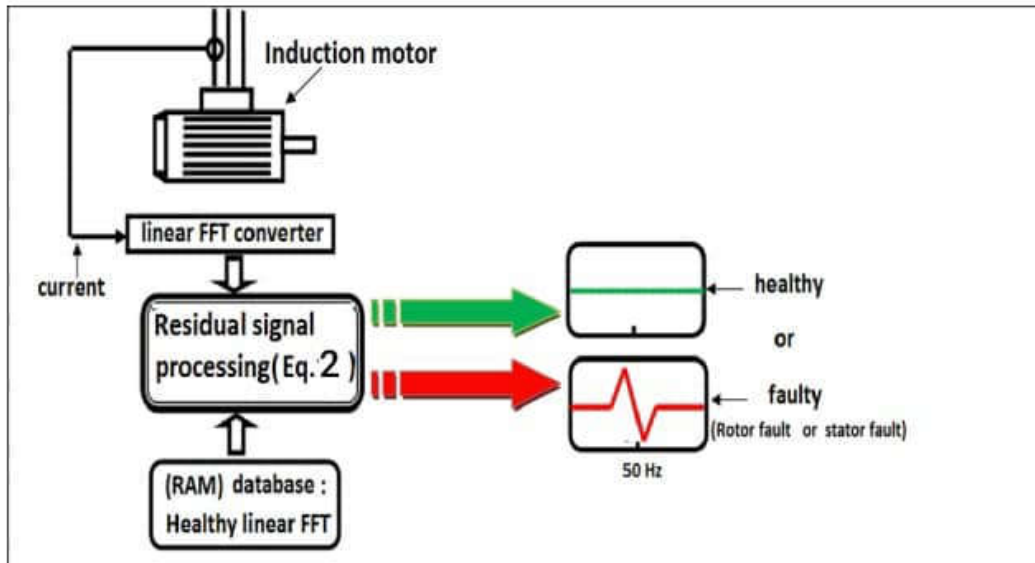 Induction motor
linear FFT converter
current
Residual signal
processing( Eq. 2 )
healthy
or
faulty
(Rotor fault or stator fault)
50 Hz
(RAM) database :
Healthy linear FFT